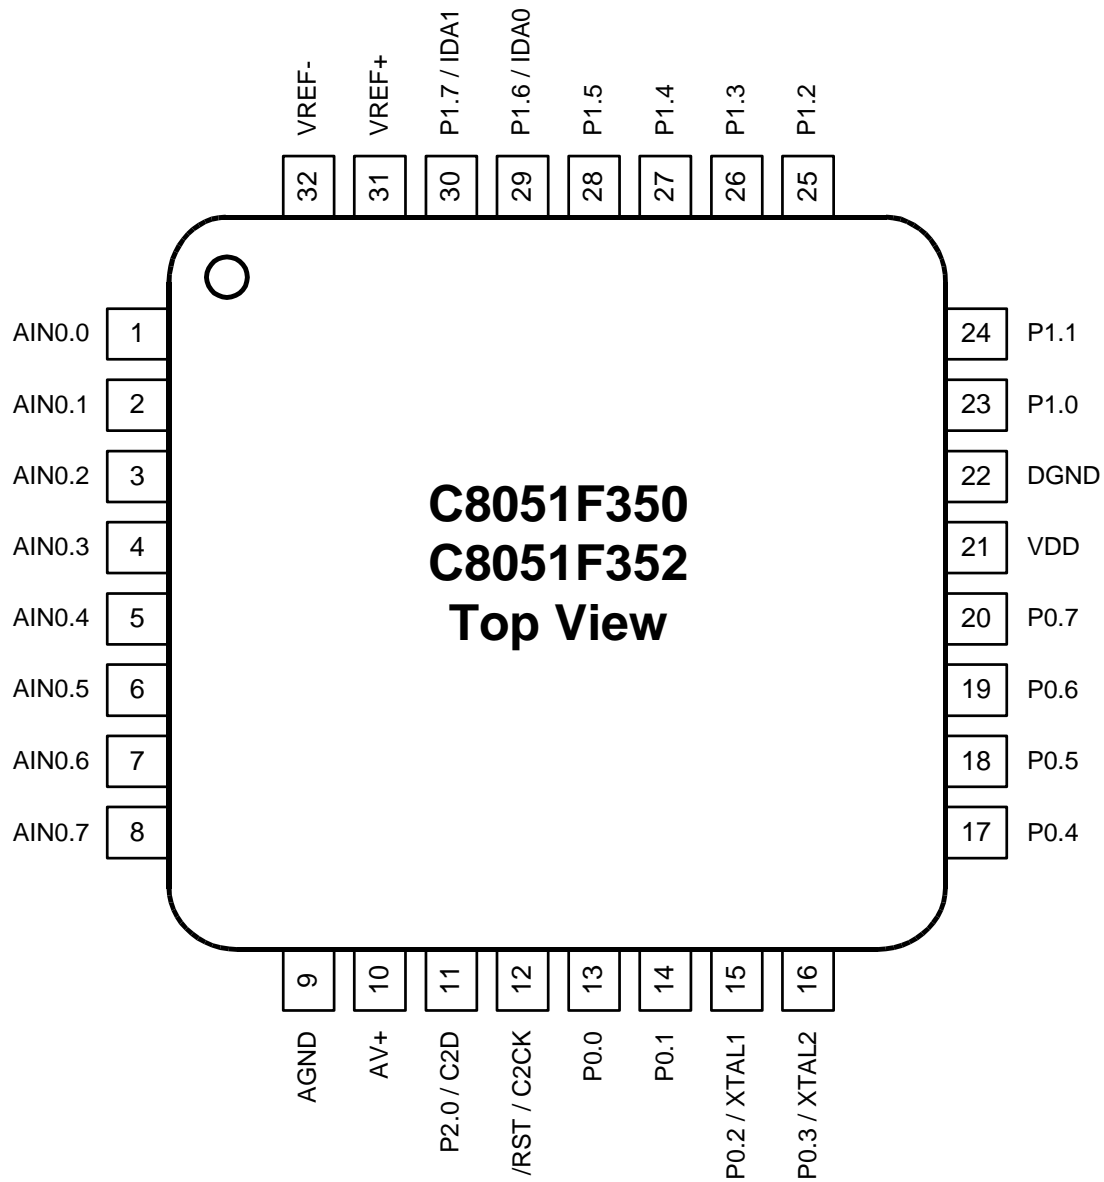 VREF-
VREF+
P1.7 / IDA1
P1.6 / IDA0
P1.5
P1.4
P1.3
P1.2
32
31
30
29
28
27
26
25
AIN0.0 1
24 P1.1
AIN0.1 2
23 P1.0
AIN0.2 3
22 DGND
AIN0.3 4
21 VDD
AIN0.4 5
20 P0.7
AIN0.5 6
19 P0.6
AIN0.6 7
18 P0.5
AIN0.7 8
17 P0.4
C8051F350
C8051F352
Top View
9
10
11
12
13
14
15
16
AGND
AV+
P2.0 / C2D
/RST / C2CK
P0.0
P0.1
P0.2 / XTAL1
P0.3 / XTAL2